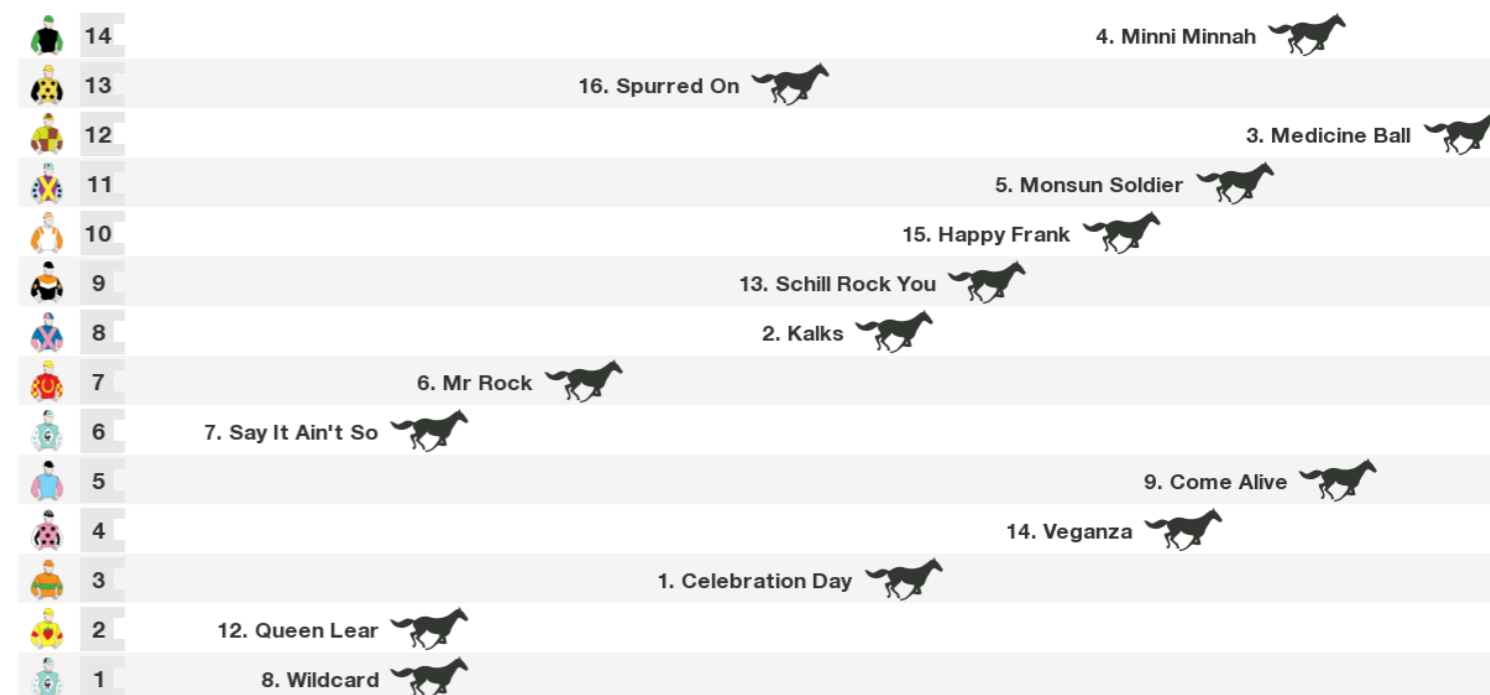 14 4. Minni Minnah
13 16. Spurred On
12 3. Medicine Ball
11 5. Monsun Soldier
10 15. Happy Frank
9 13. Schill Rock You
8 2. Kalks
7 6. Mr Rock
6 7. Say It Ain't So
5 9. Come Alive
4 14. Veganza
3 1. Celebration Day
2 12. Queen Lear
1 8. Wildcard